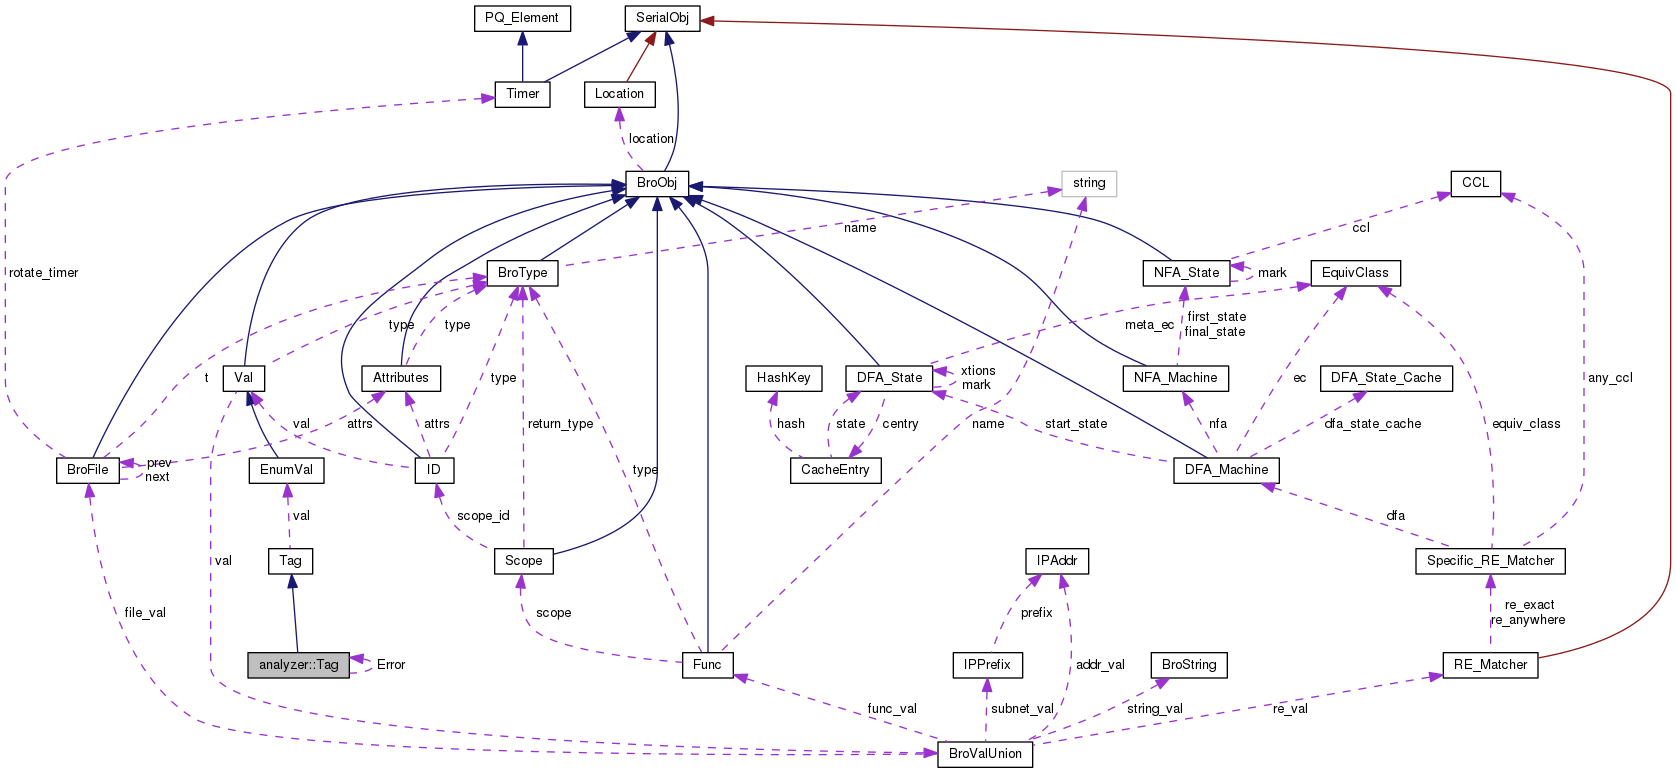 PQ_Element
SerialObj
Timer
Location
location
BroObj
string
CCL
name
ccl
rotate_timer
BroType
NFA_State
mark
EquivClass
type
type
meta_ec
first_state
final_state
t
Val
Attributes
type
HashKey
DFA_State
xtions
mark
NFA_Machine
ec
DFA_State_Cache
any_ccl
val
attrs
attrs
return_type
hash
state
centry
name
start_state
nfa
dfa_state_cache
equiv_class
BroFile
prev
next
EnumVal
ID
type
CacheEntry
DFA_Machine
val
scope_id
dfa
val
Tag
Scope
IPAddr
Specific_RE_Matcher
file_val
scope
prefix
re_exact
re_anywhere
analyzer::Tag
Error
Func
IPPrefix
addr_val
BroString
RE_Matcher
func_val
subnet_val
string_val
re_val
BroValUnion